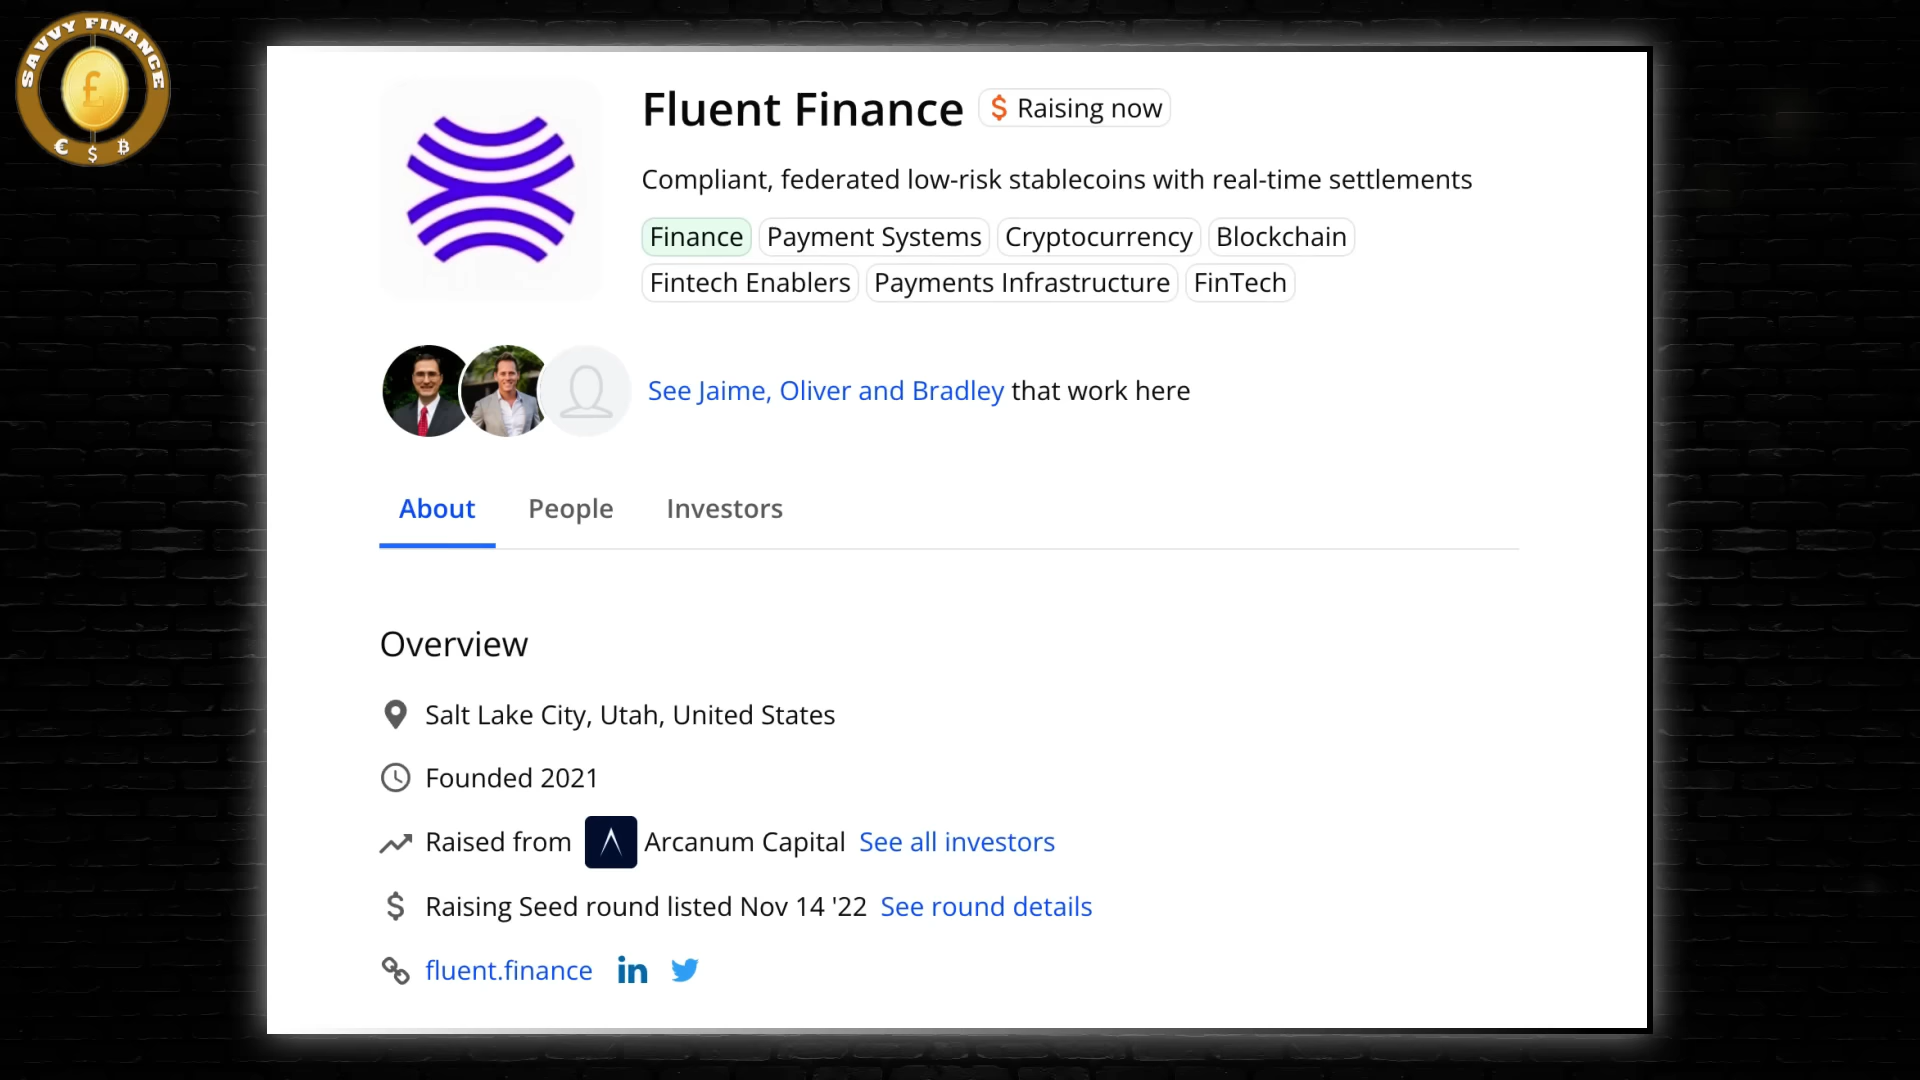 SAVVY FINANCE
£
€ $ ₿
Fluent Finance
$ Raising now
Compliant, federated low-risk stablecoins with real-time settlements
Finance Payment Systems Cryptocurrency Blockchain
Fintech Enablers Payments Infrastructure FinTech
See Jaime, Oliver and Bradley that work here
About People Investors
Overview
Salt Lake City, Utah, United States
Founded 2021
Raised from Arcanum Capital See all investors
$ Raising Seed round listed Nov 14 '22 See round details
fluent.finance in